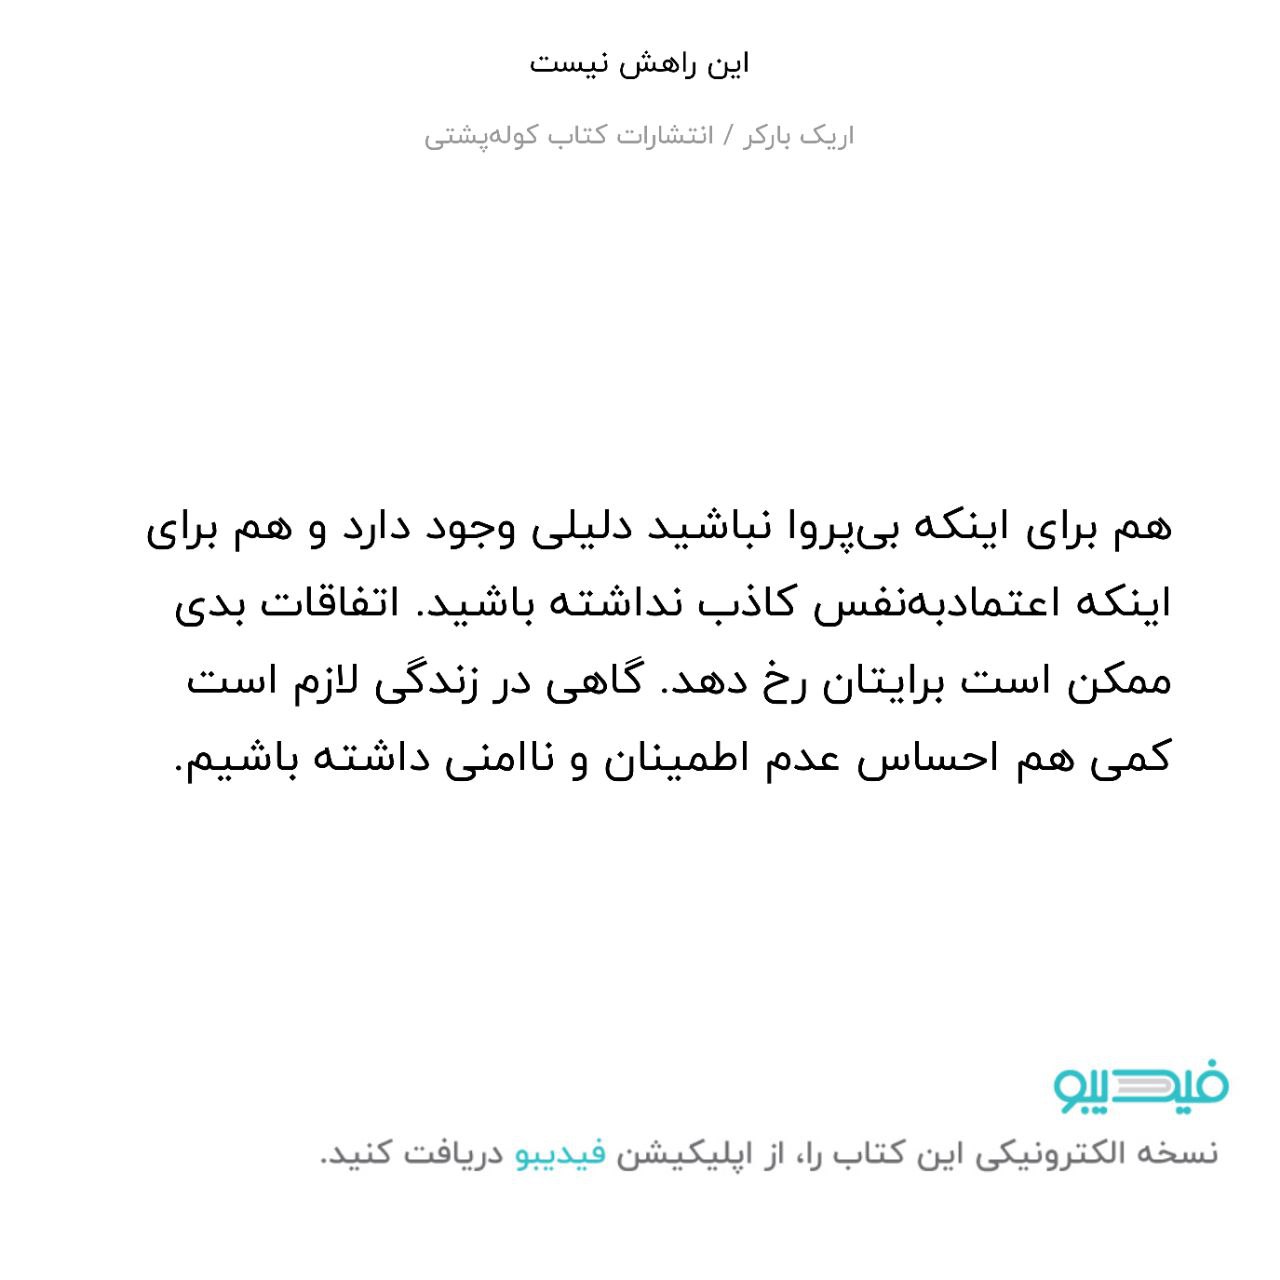 این راهش نیست
اریک بارکر / انتشارات کتاب کوله‌پشتی
هم برای اینکه بی‌پروا نباشید دلیلی وجود دارد و هم برای
اینکه اعتمادبه‌نفس کاذب نداشته باشید. اتفاقات بدی
ممکن است برایتان رخ دهد. گاهی در زندگی لازم است
کمی هم احساس عدم اطمینان و ناامنی داشته باشیم.
فیدیبو
نسخه الکترونیکی این کتاب را، از اپلیکیشن فیدیبو دریافت کنید.